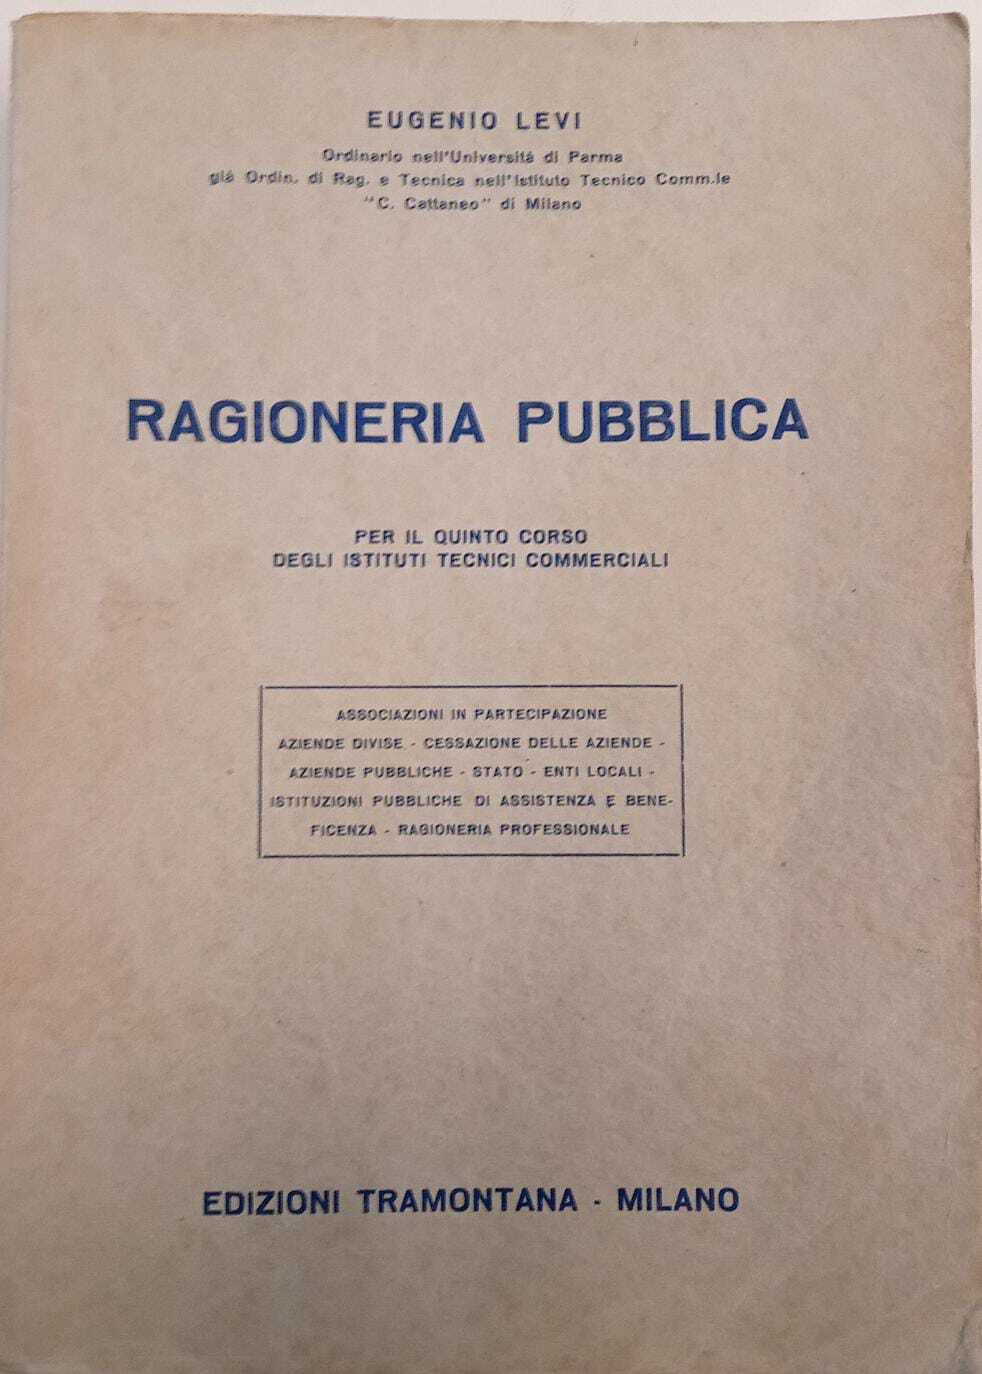 EUGENIO LEVI
Ordinario nell'Università di Parma
già Ordin. di Rag. e Tecnica nell'Istituto Tecnico Comm.le
"C. Cattaneo" di Milano
RAGIONERIA PUBBLICA
PER IL QUINTO CORSO
DEGLI ISTITUTI TECNICI COMMERCIALI
ASSOCIAZIONI IN PARTECIPAZIONE
AZIENDE DIVISE - CESSAZIONE DELLE AZIENDE -
AZIENDE PUBBLICHE - STATO - ENTI LOCALI -
ISTITUZIONI PUBBLICHE DI ASSISTENZA E BENE-
FICENZA - RAGIONERIA PROFESSIONALE
EDIZIONI TRAMONTANA - MILANO